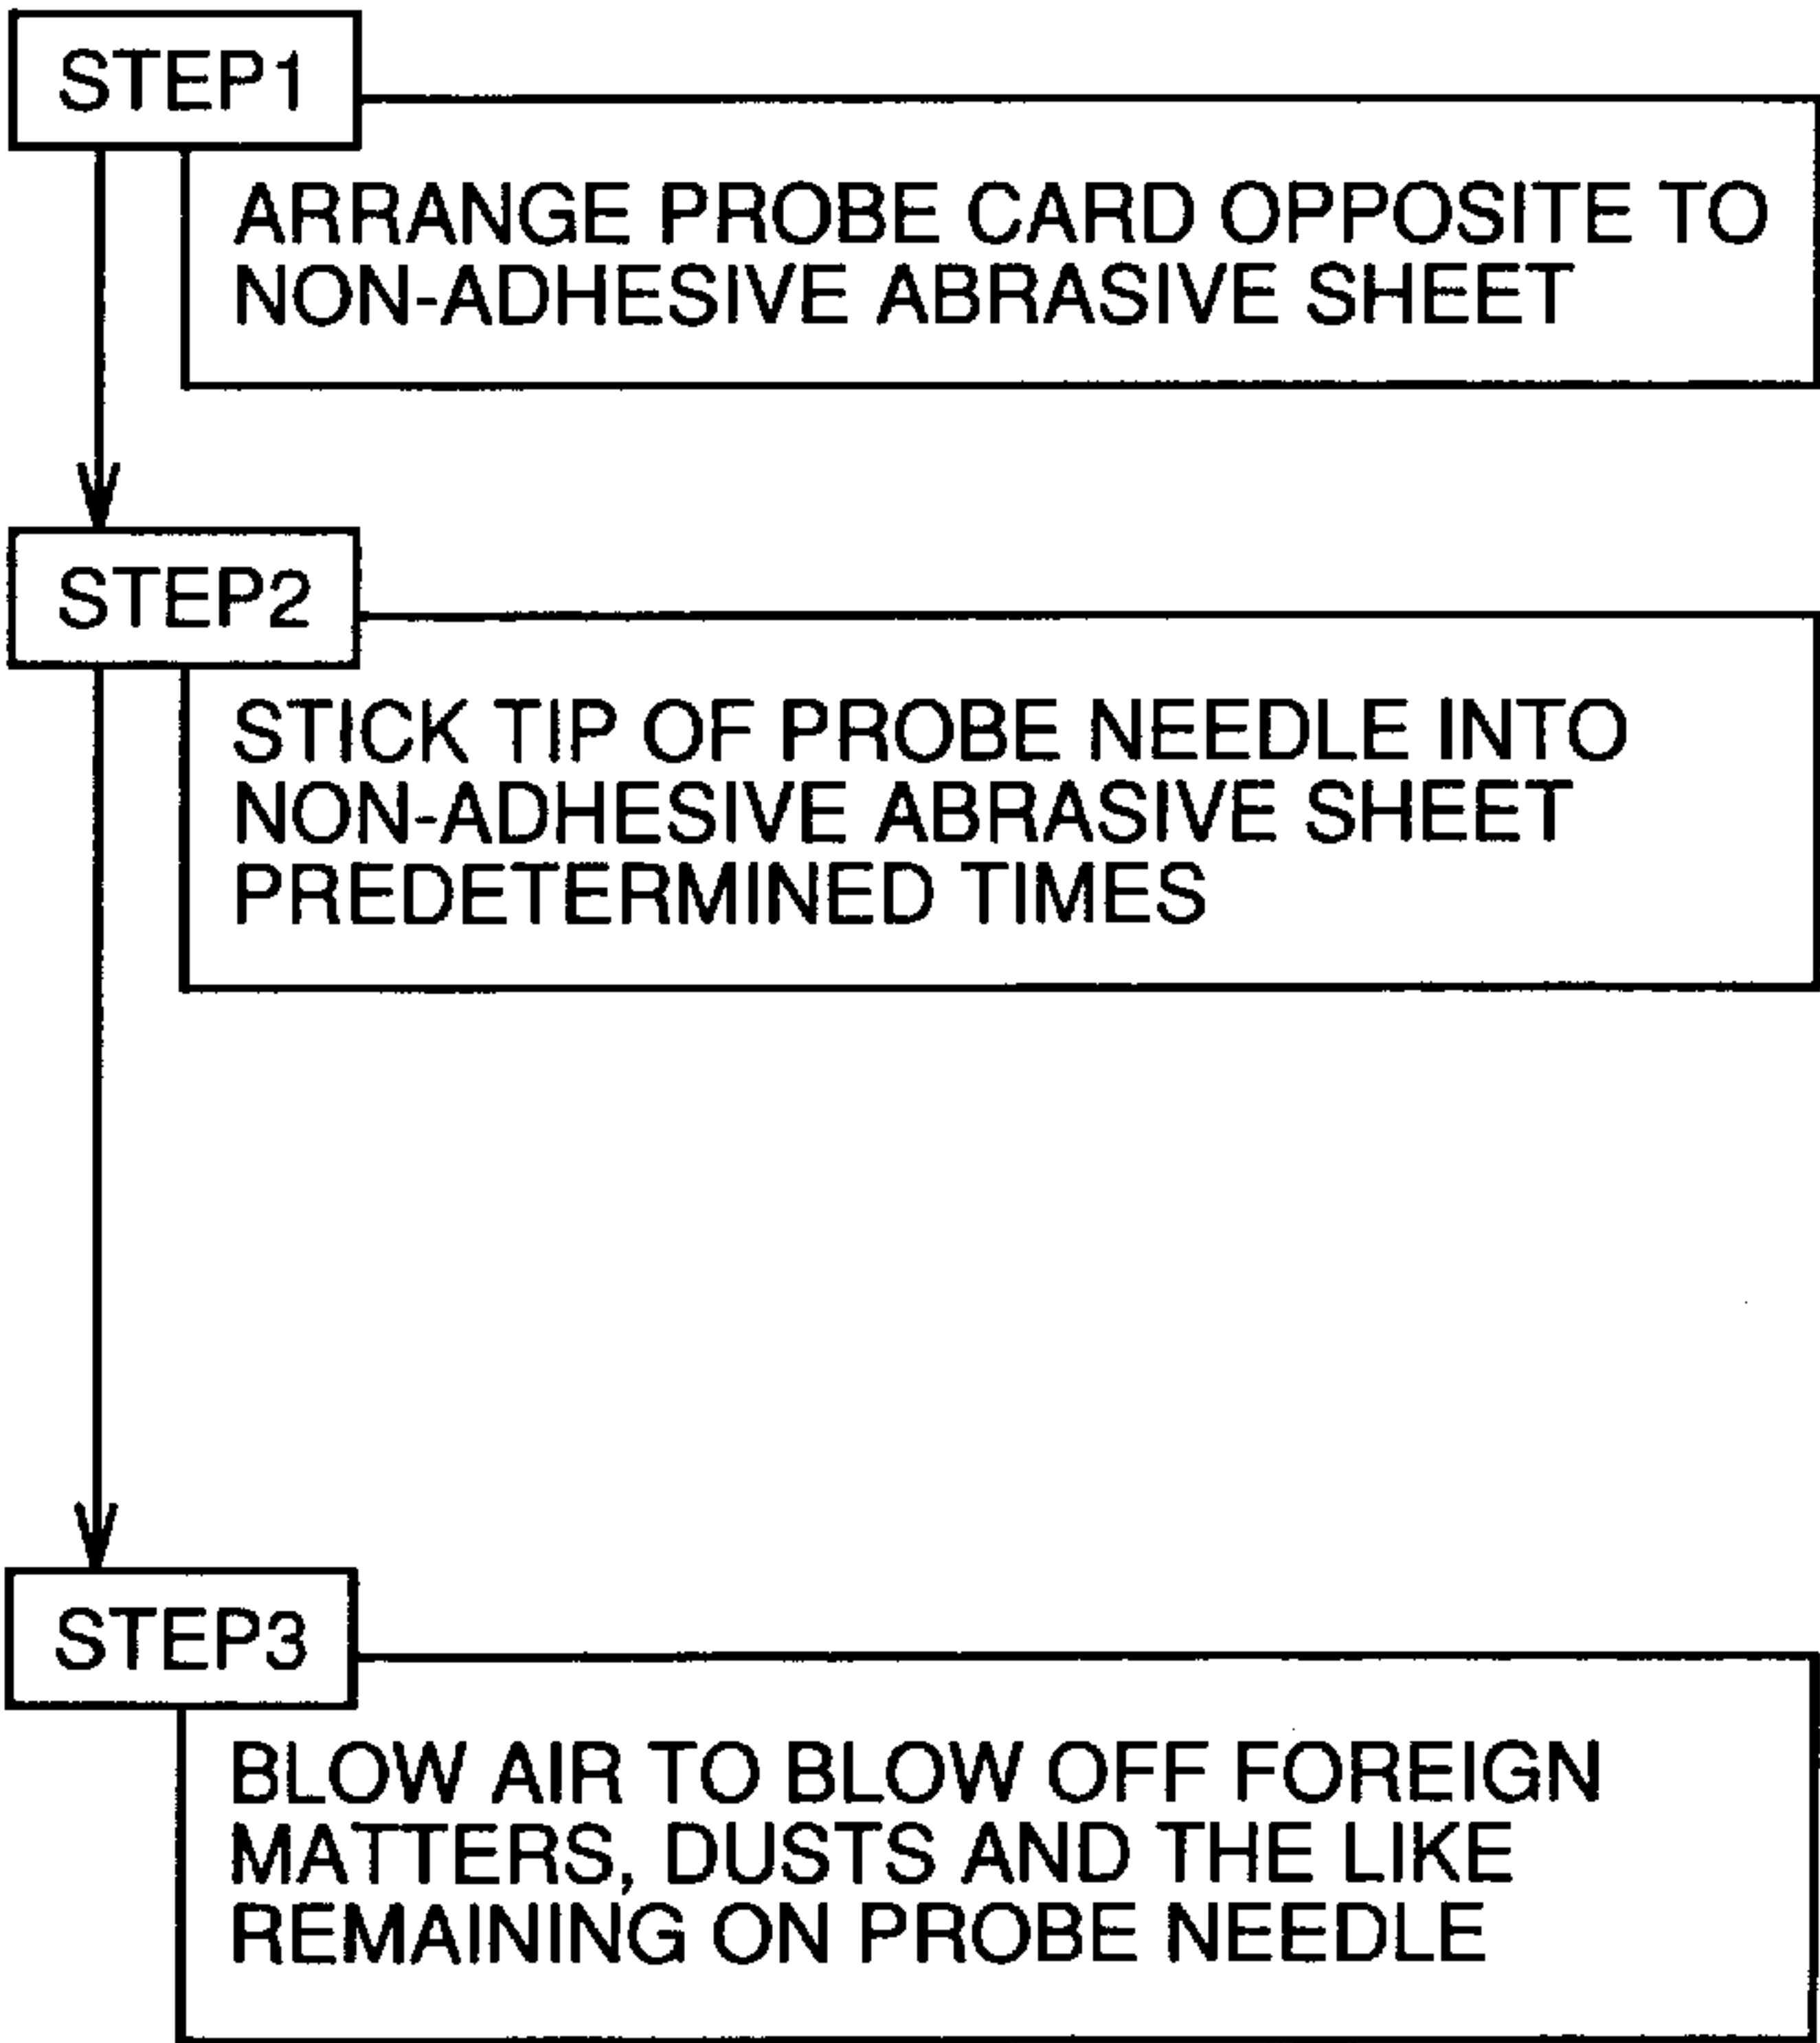 STEP1
ARRANGE PROBE CARD OPPOSITE TO
NON-ADHESIVE ABRASIVE SHEET
STEP2
STICK TIP OF PROBE NEEDLE INTO
NON-ADHESIVE ABRASIVE SHEET
PREDETERMINED TIMES
STEP3
BLOW AIR TO BLOW OFF FOREIGN
MATTERS, DUSTS AND THE LIKE
REMAINING ON PROBE NEEDLE